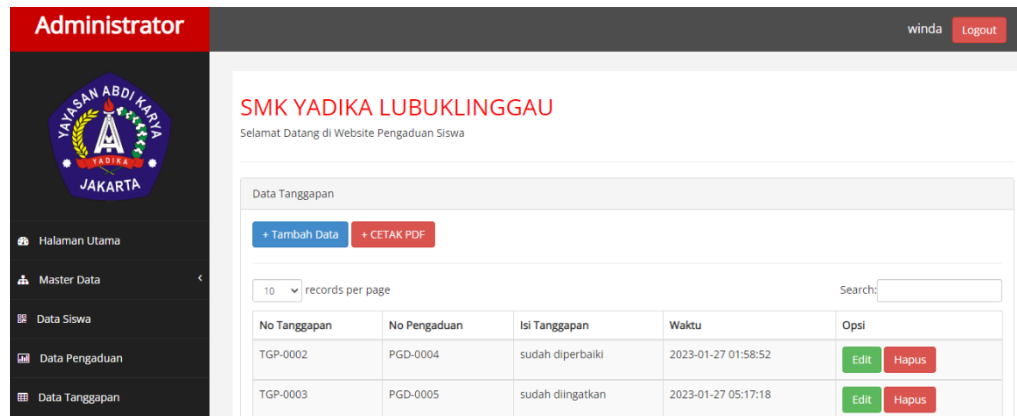 Administrator
winda Logout
YAYASAN ABDI KARYA
YADIKA
JAKARTA
SMK YADIKA LUBUKLINGGAU
Selamat Datang di Website Pengaduan Siswa
Data Tanggapan
+ Tambah Data + CETAK PDF
Halaman Utama
Master Data
Data Siswa
Data Pengaduan
Data Tanggapan
10 records per page Search:
No Tanggapan No Pengaduan Isi Tanggapan Waktu Opsi
TGP-0002 PGD-0004 sudah diperbaiki 2023-01-27 01:58:52 Edit Hapus
TGP-0003 PGD-0005 sudah diingatkan 2023-01-27 05:17:18 Edit Hapus